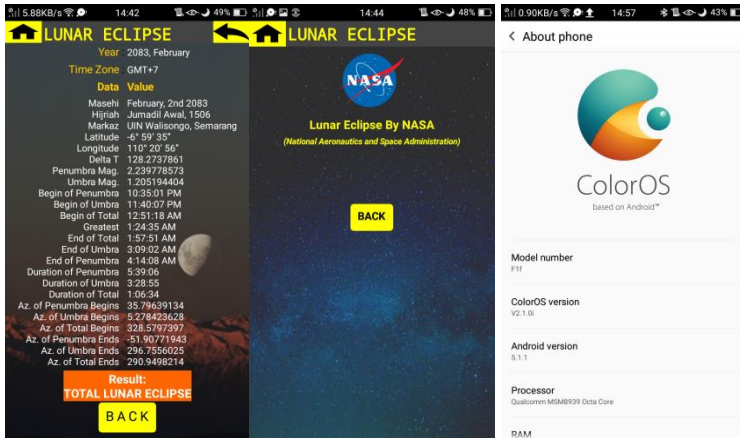 5.88KB/s 14:42 49%
LUNAR ECLIPSE
Year 2083, February
Time Zone GMT+7
Data Value
Masehi February, 2nd 2083
Hijriah Jumadil Awal, 1506
Markaz UIN Walisongo, Semarang
Latitude -6° 59' 35"
Longitude 110° 20' 56"
Delta T 128.2737861
Penumbra Mag. 2.239778573
Umbra Mag. 1.205194404
Begin of Penumbra 10:35:01 PM
Begin of Umbra 11:40:07 PM
Begin of Total 12:51:18 AM
Greatest 1:24:35 AM
End of Total 1:57:51 AM
End of Umbra 3:09:02 AM
End of Penumbra 4:14:08 AM
Duration of Penumbra 5:39:06
Duration of Umbra 3:28:55
Duration of Total 1:06:34
Az. of Penumbra Begins 35.79639134
Az. of Umbra Begins 5.278423628
Az. of Total Begins 328.5797397
Az. of Penumbra Ends -51.90771943
Az. of Umbra Ends 296.7556025
Az. of Total Ends 290.9498214
Result:
TOTAL LUNAR ECLIPSE
BACK
14:44 48%
LUNAR ECLIPSE
NASA
Lunar Eclipse By NASA
(National Aeronautics and Space Administration)
BACK
0.90KB/s 14:57 43%
About phone
ColorOS
based on Android™
Model number
F1f
ColorOS version
V2.1.0i
Android version
5.1.1
Processor
Qualcomm MSM8939 Octa Core
RAM